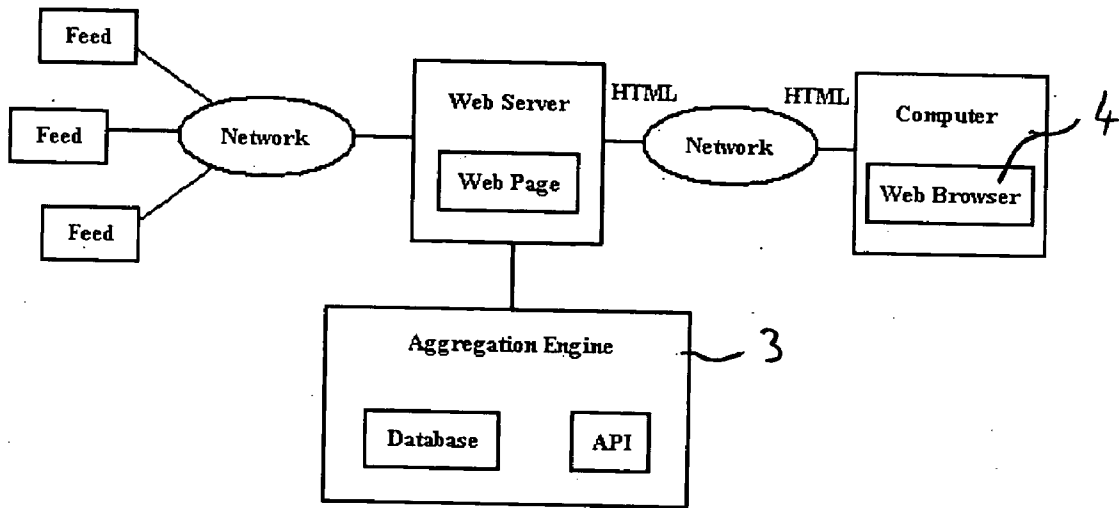 Feed
Feed
Feed
Network
Web Server
Web Page
HTML
HTML
Network
Computer
Web Browser
4
Aggregation Engine
3
Database
API